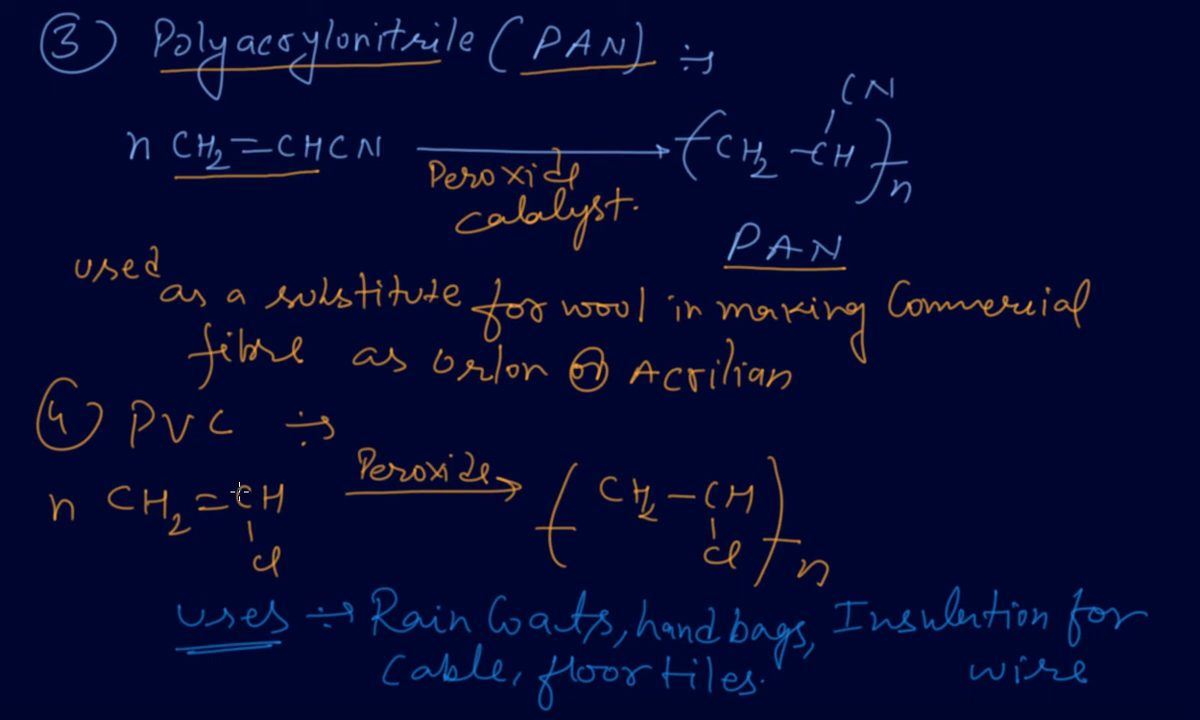 ③ Polyacrylonitrile (PAN) :→
n CH₂=CHCN ⟶ Peroxide catalyst. (CH₂-CH)n CN
PAN
used as a substitute for wool in making Commercial
fibre as orlon or Acrilian
④ PVC :→
n CH₂=CH Cl Peroxide ⟶ (CH₂-CH)n Cl
uses :→ Rain Coats, hand bags, Insulation for
Cable, floor tiles. wire